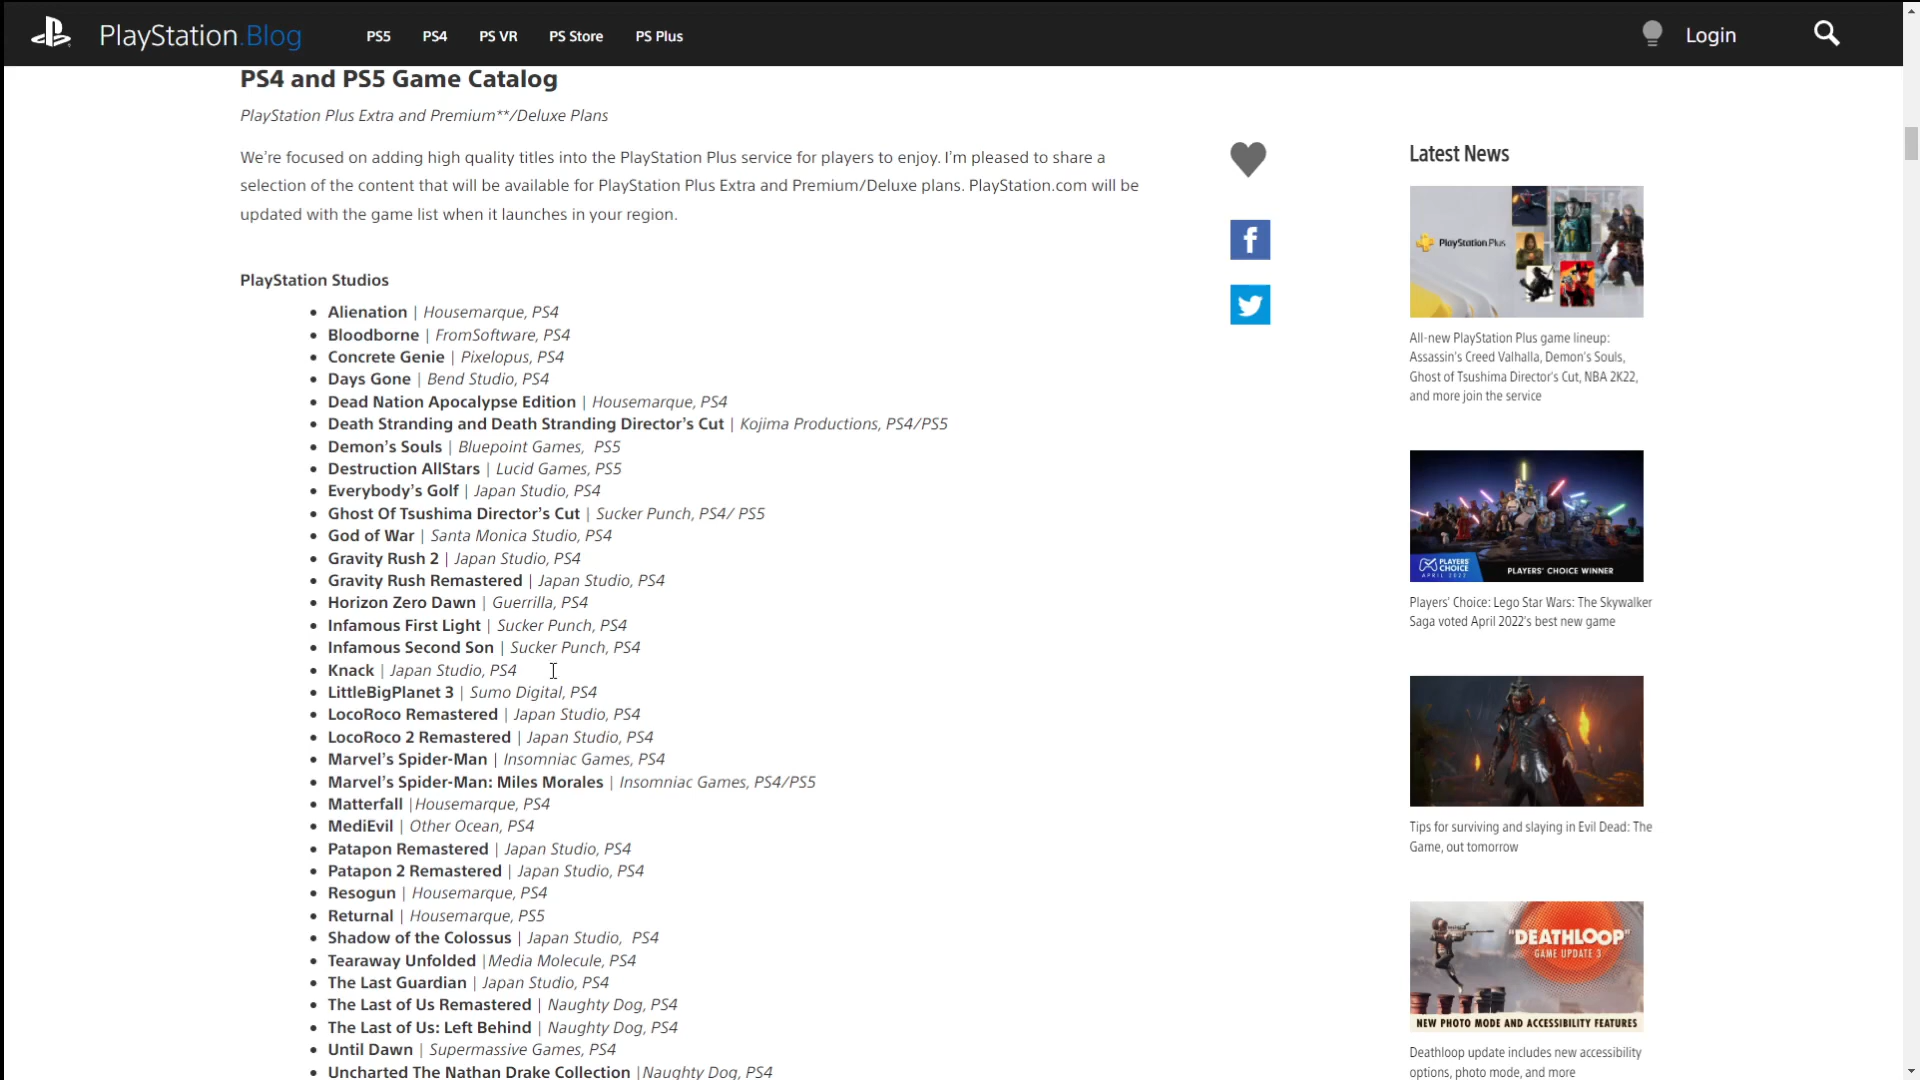 PlayStation.Blog PS5 PS4 PS VR PS Store PS Plus Login
PS4 and PS5 Game Catalog
PlayStation Plus Extra and Premium**/Deluxe Plans
We’re focused on adding high quality titles into the PlayStation Plus service for players to enjoy. I’m pleased to share a
selection of the content that will be available for PlayStation Plus Extra and Premium/Deluxe plans. PlayStation.com will be
updated with the game list when it launches in your region.
PlayStation Studios
• Alienation | Housemarque, PS4
• Bloodborne | FromSoftware, PS4
• Concrete Genie | Pixelopus, PS4
• Days Gone | Bend Studio, PS4
• Dead Nation Apocalypse Edition | Housemarque, PS4
• Death Stranding and Death Stranding Director’s Cut | Kojima Productions, PS4/PS5
• Demon’s Souls | Bluepoint Games, PS5
• Destruction AllStars | Lucid Games, PS5
• Everybody’s Golf | Japan Studio, PS4
• Ghost Of Tsushima Director’s Cut | Sucker Punch, PS4/ PS5
• God of War | Santa Monica Studio, PS4
• Gravity Rush 2 | Japan Studio, PS4
• Gravity Rush Remastered | Japan Studio, PS4
• Horizon Zero Dawn | Guerrilla, PS4
• Infamous First Light | Sucker Punch, PS4
• Infamous Second Son | Sucker Punch, PS4
• Knack | Japan Studio, PS4
• LittleBigPlanet 3 | Sumo Digital, PS4
• LocoRoco Remastered | Japan Studio, PS4
• LocoRoco 2 Remastered | Japan Studio, PS4
• Marvel’s Spider-Man | Insomniac Games, PS4
• Marvel’s Spider-Man: Miles Morales | Insomniac Games, PS4/PS5
• Matterfall |Housemarque, PS4
• MediEvil | Other Ocean, PS4
• Patapon Remastered | Japan Studio, PS4
• Patapon 2 Remastered | Japan Studio, PS4
• Resogun | Housemarque, PS4
• Returnal | Housemarque, PS5
• Shadow of the Colossus | Japan Studio, PS4
• Tearaway Unfolded |Media Molecule, PS4
• The Last Guardian | Japan Studio, PS4
• The Last of Us Remastered | Naughty Dog, PS4
• The Last of Us: Left Behind | Naughty Dog, PS4
• Until Dawn | Supermassive Games, PS4
• Uncharted The Nathan Drake Collection |Naughty Dog, PS4
Latest News
PlayStation.Plus
All-new PlayStation Plus game lineup:
Assassin’s Creed Valhalla, Demon’s Souls,
Ghost of Tsushima Director’s Cut, NBA 2K22,
and more join the service
PLAYERS'
CHOICE
APRIL 2022
PLAYERS' CHOICE WINNER
Players’ Choice: Lego Star Wars: The Skywalker
Saga voted April 2022’s best new game
Tips for surviving and slaying in Evil Dead: The
Game, out tomorrow
"DEATHLOOP"
GAME UPDATE 3
NEW PHOTO MODE AND ACCESSIBILITY FEATURES
Deathloop update includes new accessibility
options, photo mode, and more